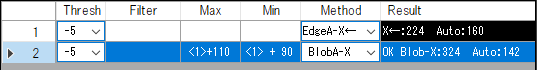 Thresh Filter Max Min Method Result
1 -5 EdgeA-X← X←:224 Auto:160
2 -5 <1>+110 <1> + 90 BlobA-X OK Blob-X:324 Auto:142